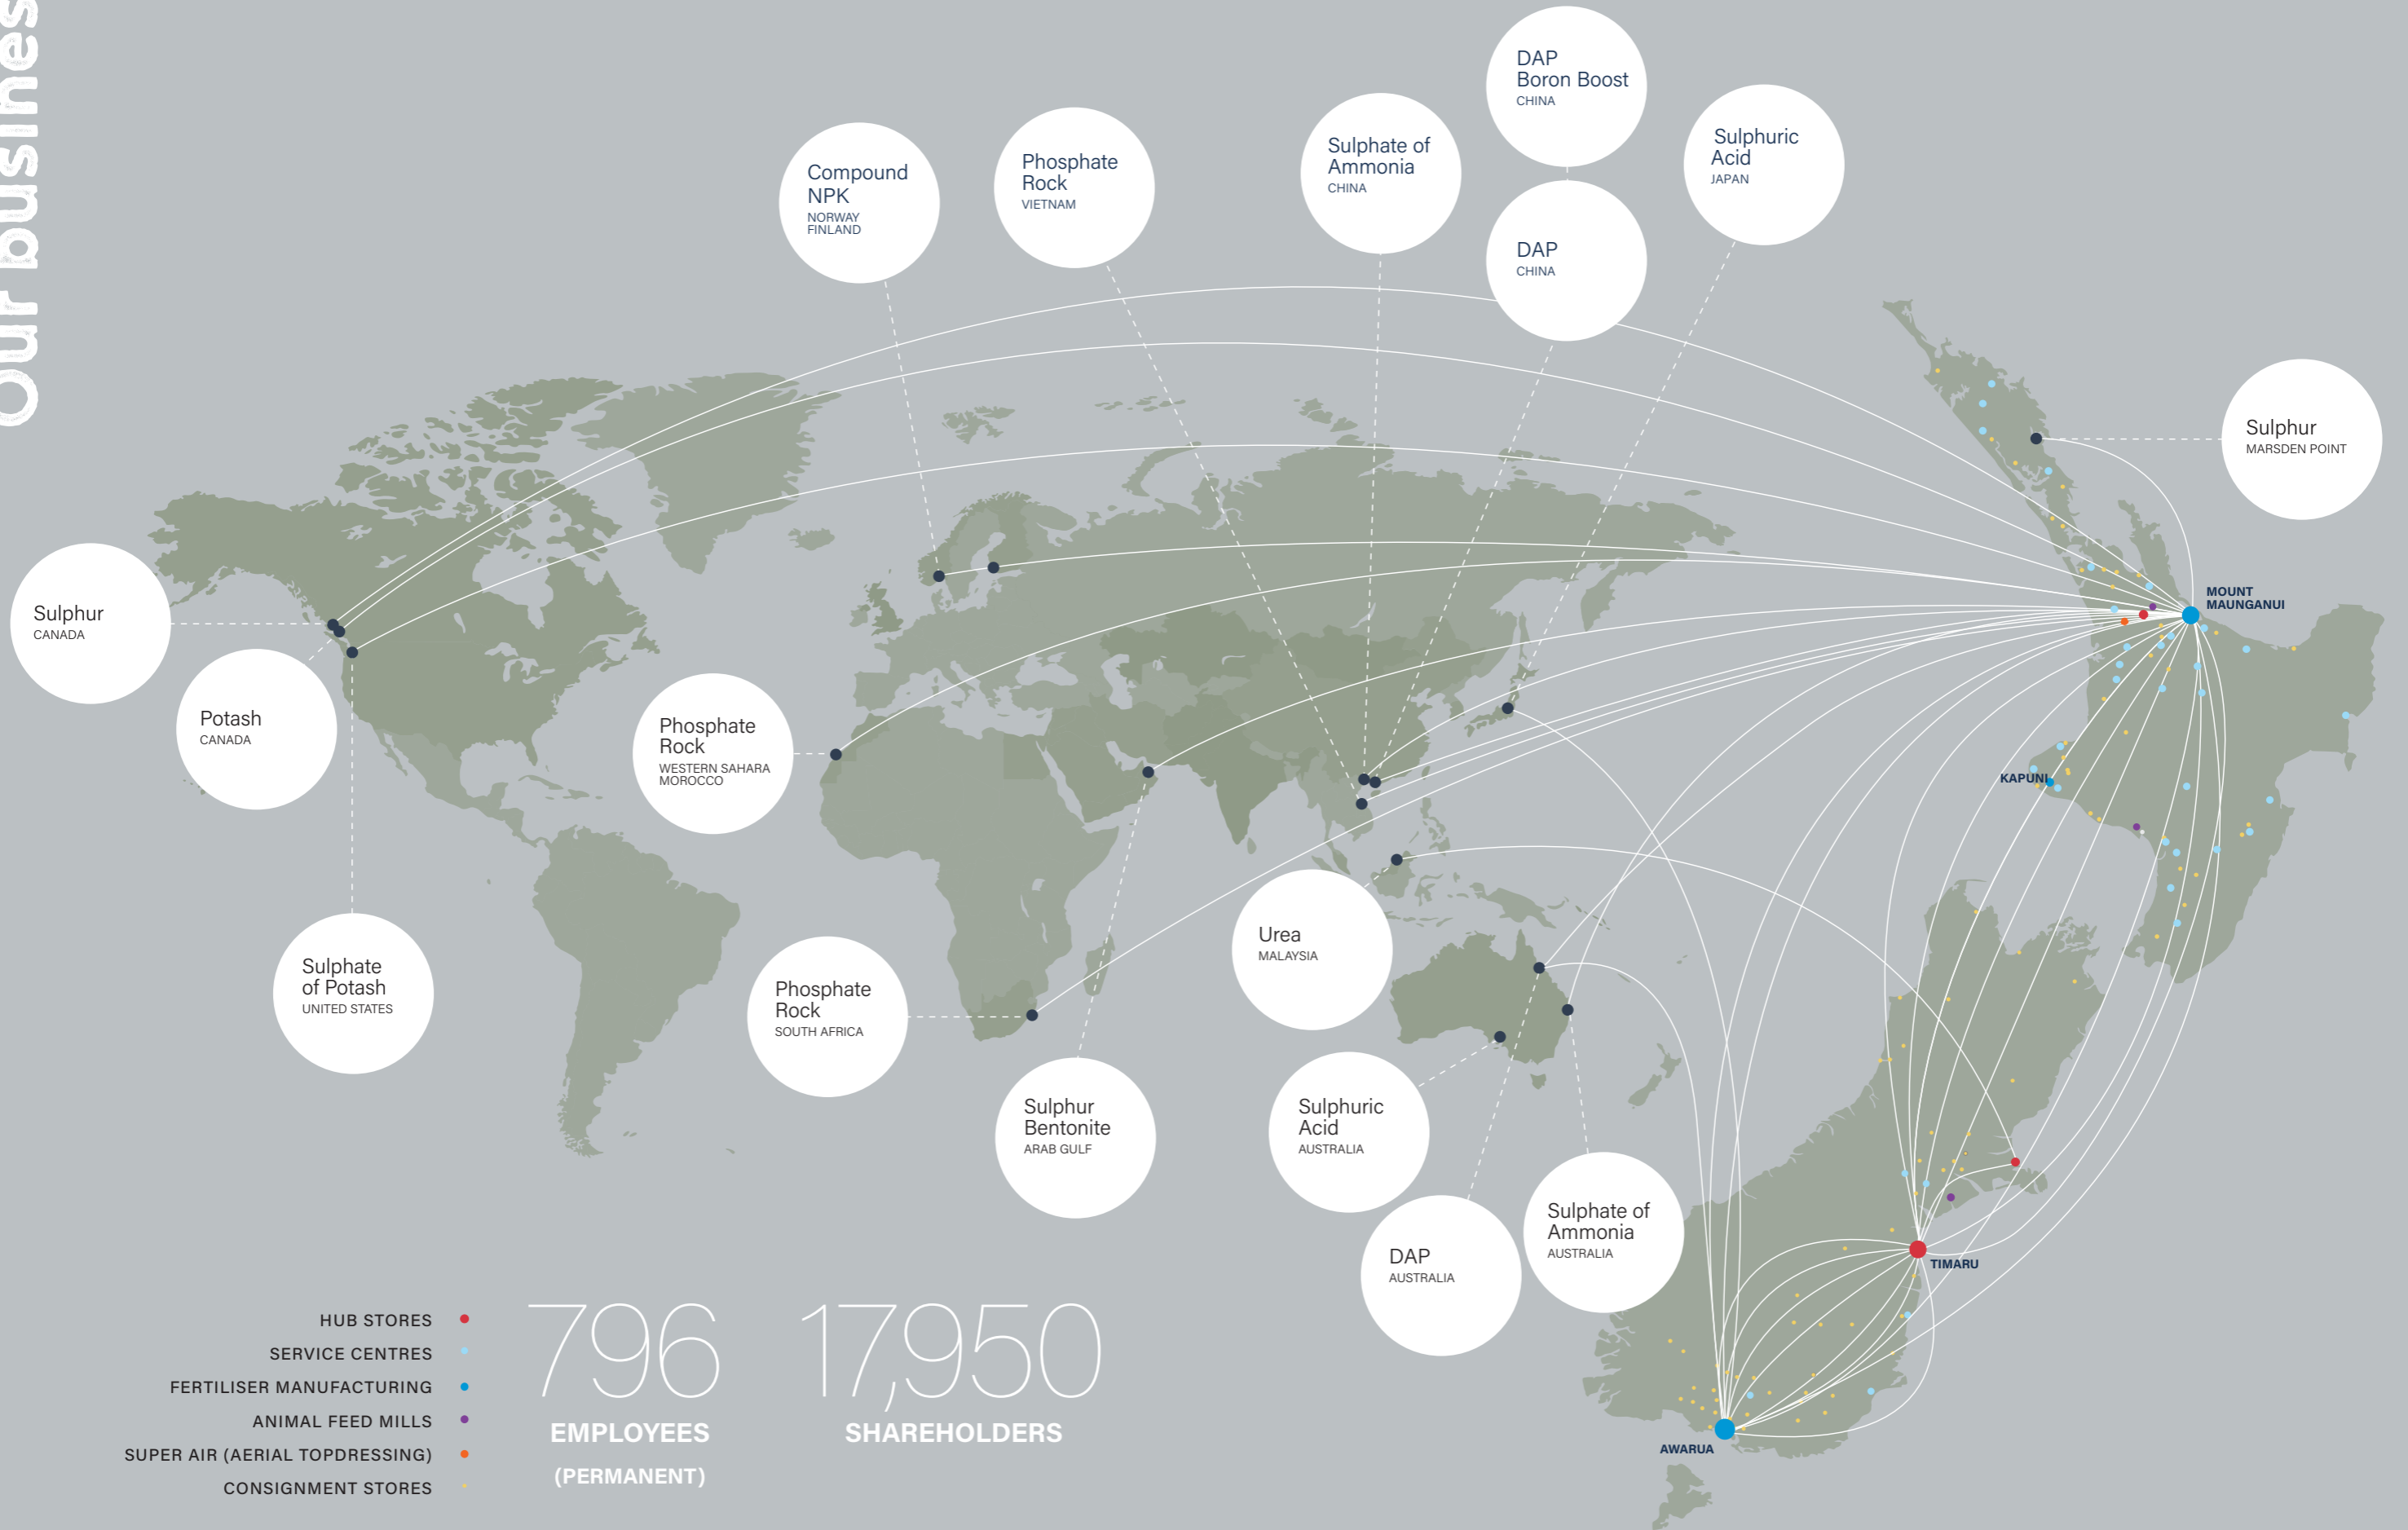 Our business
DAP
Boron Boost
CHINA
Sulphuric
Acid
JAPAN
Sulphate of
Ammonia
CHINA
Phosphate
Rock
VIETNAM
Compound
NPK
NORWAY
FINLAND
DAP
CHINA
Sulphur
MARSDEN POINT
MOUNT
MAUNGANUI
Sulphur
CANADA
Potash
CANADA
Phosphate
Rock
WESTERN SAHARA
MOROCCO
KAPUNI
Urea
MALAYSIA
Sulphate
of Potash
UNITED STATES
Phosphate
Rock
SOUTH AFRICA
Sulphur
Bentonite
ARAB GULF
Sulphuric
Acid
AUSTRALIA
Sulphate of
Ammonia
AUSTRALIA
DAP
AUSTRALIA
TIMARU
AWARUA
HUB STORES
SERVICE CENTRES
FERTILISER MANUFACTURING
ANIMAL FEED MILLS
SUPER AIR (AERIAL TOPDRESSING)
CONSIGNMENT STORES
796
EMPLOYEES
(PERMANENT)
17,950
SHAREHOLDERS